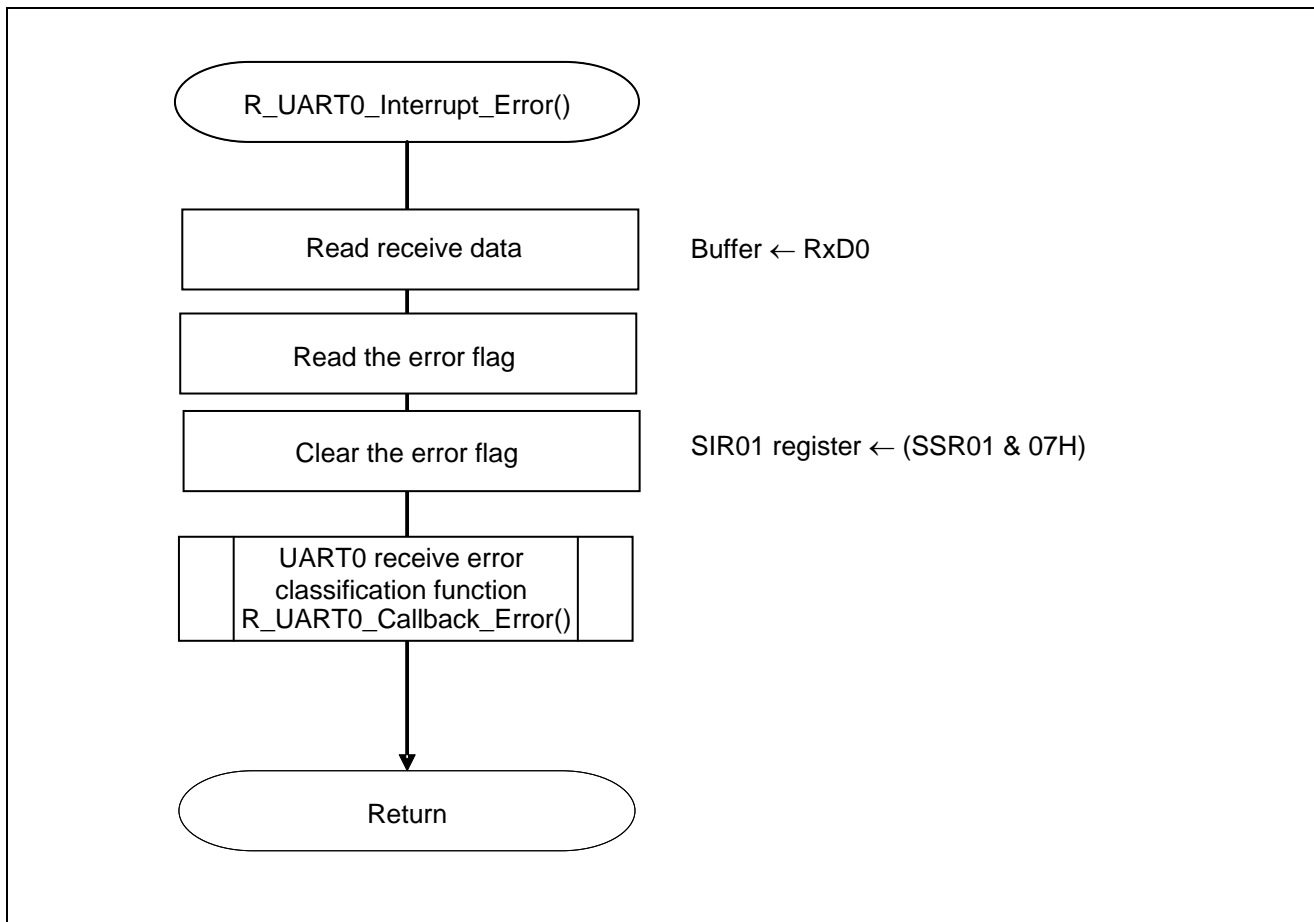 R_UART0_Interrupt_Error()
Read receive data
Buffer ← RxD0
Read the error flag
Clear the error flag
SIR01 register ← (SSR01 & 07H)
UART0 receive error
classification function
R_UART0_Callback_Error()
Return